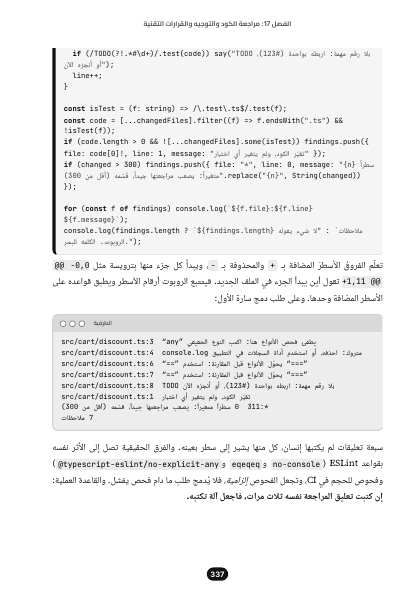 الفصل 17: مراجعة الكود والتوجيه والقرارات التقنية
if (/TODO(?!.*#\d+)/.test(code)) say("TODO بلا رقم مهمة: اربطه بواحدة (#123)،
أو أنجزه الآن");
line++;
}
const isTest = (f: string) => /\.test\.ts$/.test(f);
const code = [...changedFiles].filter((f) => f.endsWith(".ts") &&
!isTest(f));
if (code.length > 0 && ![...changedFiles].some(isTest)) findings.push({
file: code[0]!, line: 1, message: "تغيّر الكود، ولم يتغير أي اختبار" });
if (changed > 300) findings.push({ file: "*", line: 0, message: "{n} سطراً
متغيراً: يصعب مراجعتها جيداً، قسّمه (أقل من 300)".replace("{n}", String(changed))
});
for (const f of findings) console.log(`${f.file}:${f.line}
${f.message}`);
console.log(findings.length ? `${findings.length} ملاحظات` : "لا شيء يقوله
الروبوت. الكلمة للبشر.");
تعلّم الفروق الأسطرَ المضافة بـ + والمحذوفة بـ -، ويبدأ كل جزء منها بترويسة مثل @@ -0,0
+1,11 @@ تقول أين يبدأ الجزء في الملف الجديد. فيتتبع الروبوت أرقام الأسطر ويطبق قواعده على
الأسطر المضافة وحدها. وعلى طلب دمج سارة الأول:
الطرفية
src/cart/discount.ts:3 "any" يطفئ فحص الأنواع هنا: اكتب النوع الحقيقي
src/cart/discount.ts:4 console.log متروك: احذفه، أو استخدم أداة السجلات في التطبيق
src/cart/discount.ts:6 "==" يحوّل الأنواع قبل المقارنة: استخدم "==="
src/cart/discount.ts:7 "==" يحوّل الأنواع قبل المقارنة: استخدم "==="
src/cart/discount.ts:8 TODO بلا رقم مهمة: اربطه بواحدة (#123)، أو أنجزه الآن
src/cart/discount.ts:1 تغيّر الكود، ولم يتغير أي اختبار
*:0 311 سطراً متغيراً: يصعب مراجعتها جيداً، قسّمه (أقل من 300)
7 ملاحظات
سبعة تعليقات لم يكتبها إنسان، كل منها يشير إلى سطر بعينه. والفرق الحقيقية تصل إلى الأثر نفسه
بقواعد ESLint (no-console و eqeqeq و @typescript-eslint/no-explicit-any)
وفحوص للحجم في CI، وتجعل الفحوص إلزامية، فلا يُدمج طلب ما دام فحص يفشل. والقاعدة العملية:
إن كتبت تعليق المراجعة نفسه ثلاث مرات، فاجعل آلة تكتبه.
337